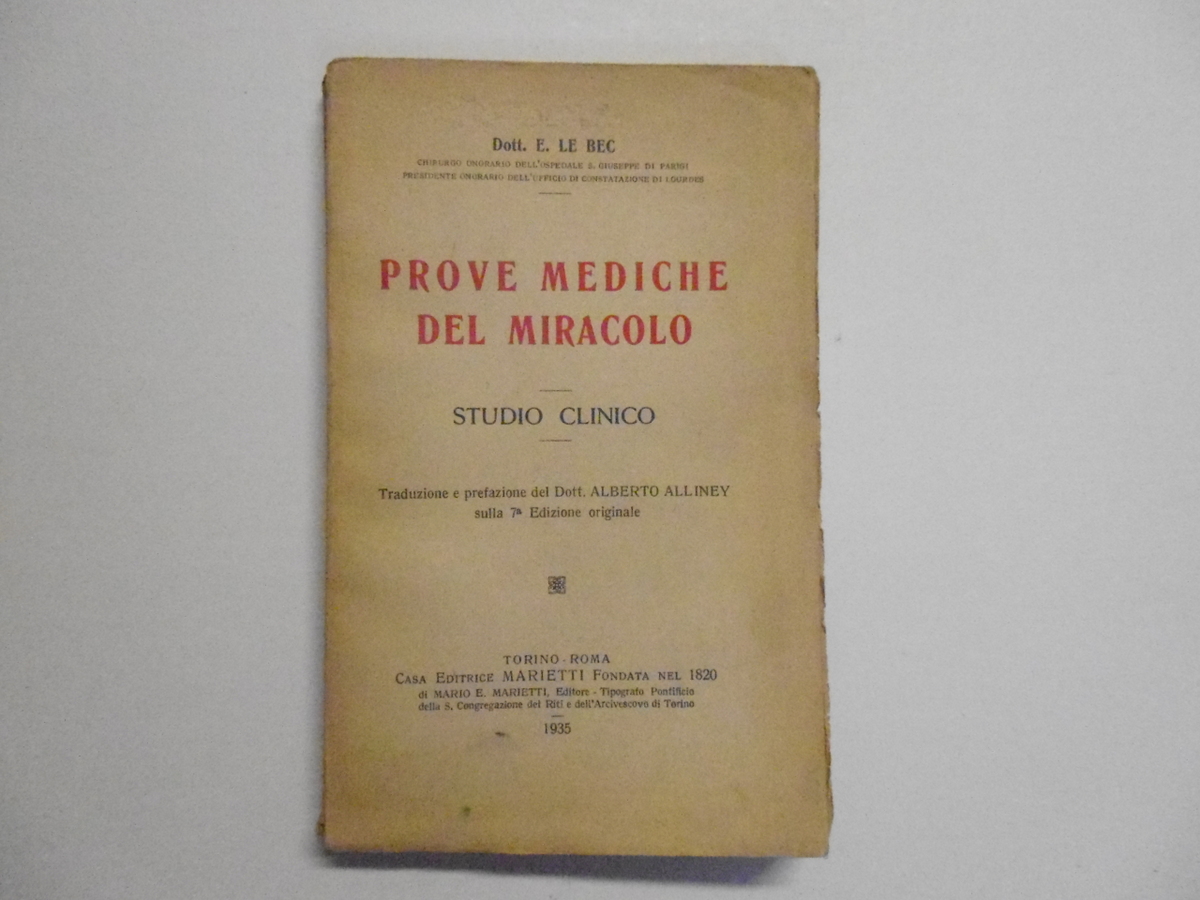 Dott. E. LE BEC
CHIRURGO ONORARIO DELL'OSPEDALE S. GIUSEPPE DI PARIGI
PRESIDENTE ONORARIO DELL'UFFICIO DI CONSTATAZIONE DI LOURDES
PROVE MEDICHE
DEL MIRACOLO
STUDIO CLINICO
Traduzione e prefazione del Dott. ALBERTO ALLINEY
sulla 7ª Edizione originale
TORINO - ROMA
CASA EDITRICE MARIETTI FONDATA NEL 1820
di MARIO E. MARIETTI, Editore - Tipografo Pontificio
della S. Congregazione dei Riti e dell'Arcivescovo di Torino
1935